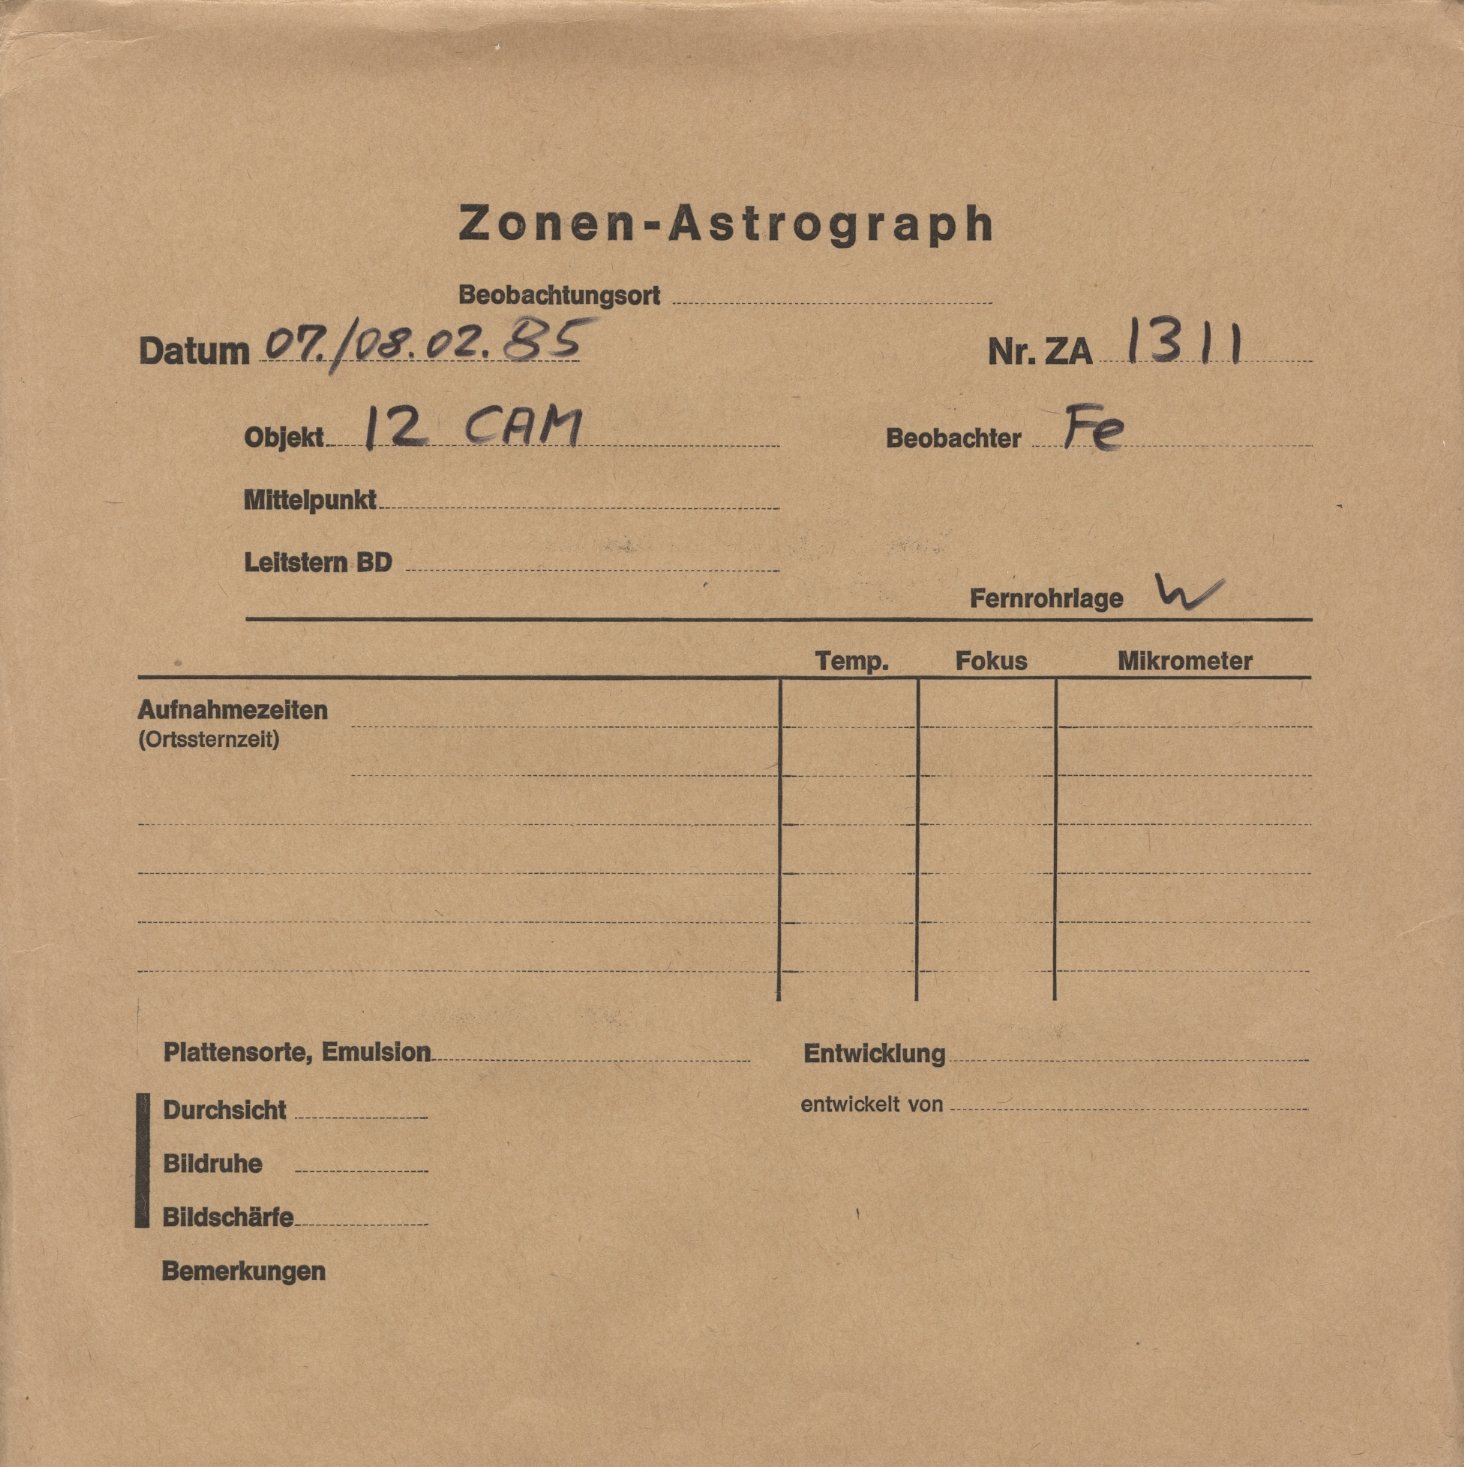 Zonen-Astrograph
Beobachtungsort
Datum 07./08.02.85 Nr. ZA 1311
Objekt 12 CAM Beobachter Fe
Mittelpunkt
Leitstern BD
Fernrohrlage W
Temp. Fokus Mikrometer
Aufnahmezeiten
(Ortssternzeit)
Plattensorte, Emulsion Entwicklung
Durchsicht entwickelt von
Bildruhe
Bildschärfe
Bemerkungen